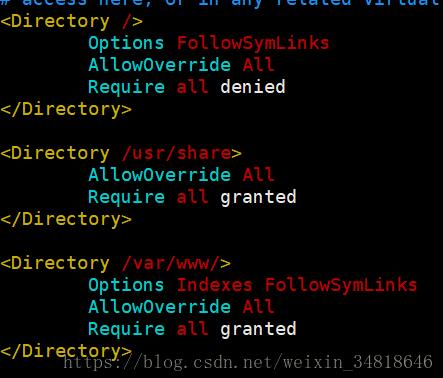 # access here, or in any related virtual
<Directory />
        Options FollowSymLinks
        AllowOverride All
        Require all denied
</Directory>

<Directory /usr/share>
        AllowOverride All
        Require all granted
</Directory>

<Directory /var/www/>
        Options Indexes FollowSymLinks
        AllowOverride All
        Require all granted
</Directory>
https://blog.csdn.net/weixin_34818646